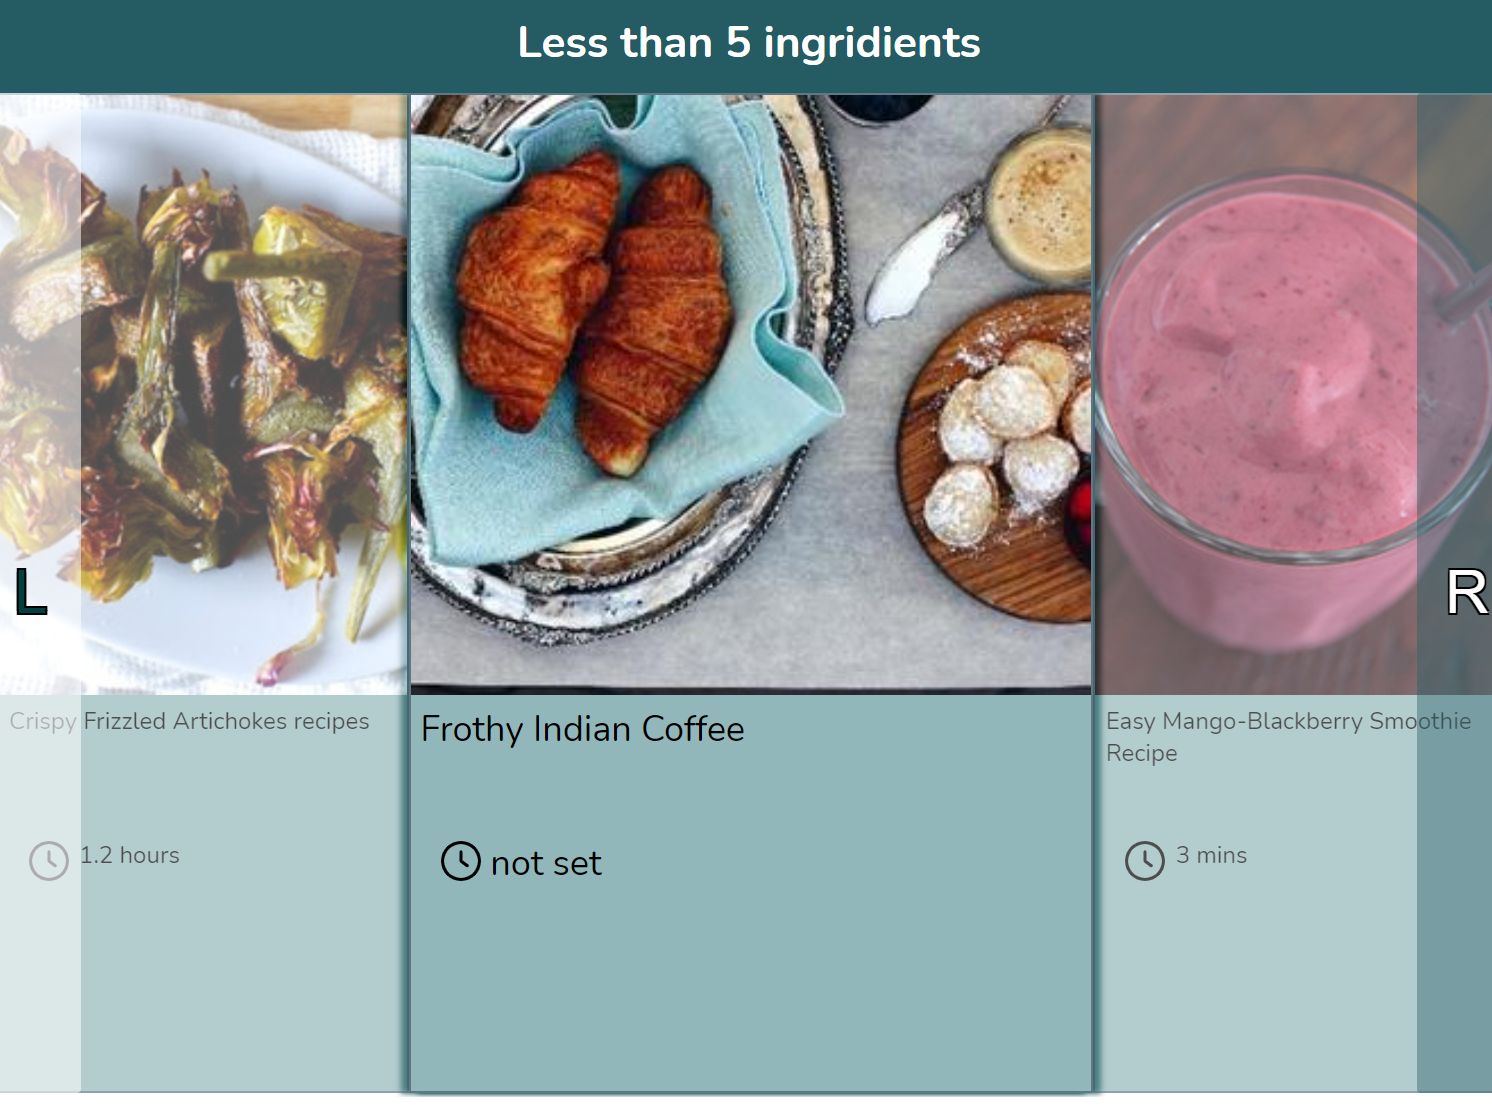 Less than 5 ingridients
L
R
Crispy Frizzled Artichokes recipes
1.2 hours
Frothy Indian Coffee
not set
Easy Mango-Blackberry Smoothie
Recipe
3 mins